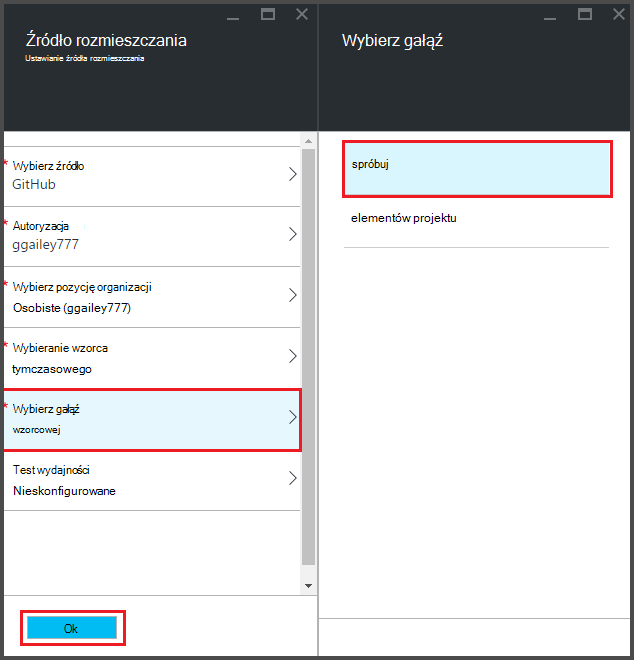 Źródło rozmieszczania
Ustawianie źródła rozmieszczania
* Wybierz źródło
GitHub
* Autoryzacja
ggailey777
* Wybierz pozycję organizacji
Osobiste (ggailey777)
* Wybieranie wzorca
tymczasowego
* Wybierz gałąź
wzorcowej
Test wydajności
Nieskonfigurowane
Ok
Wybierz gałąź
spróbuj
elementów projektu